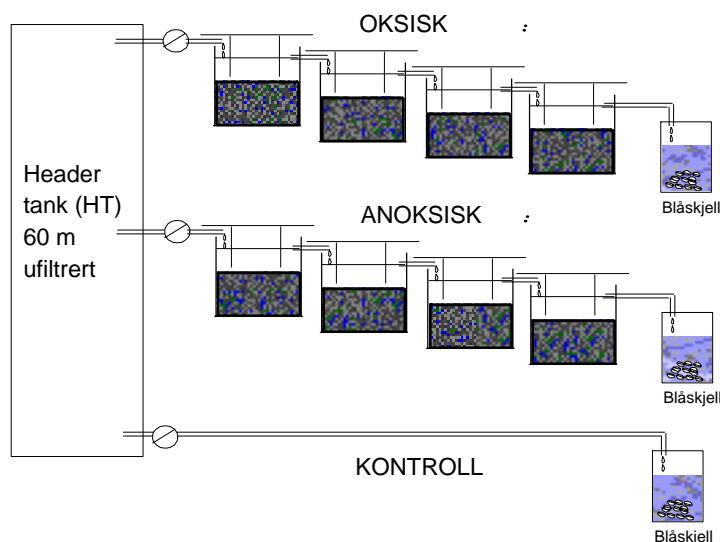 OKSISK :
Header
tank (HT)
60 m
ufiltrert
Blåskjell
ANOKSISK :
Blåskjell
KONTROLL
Blåskjell